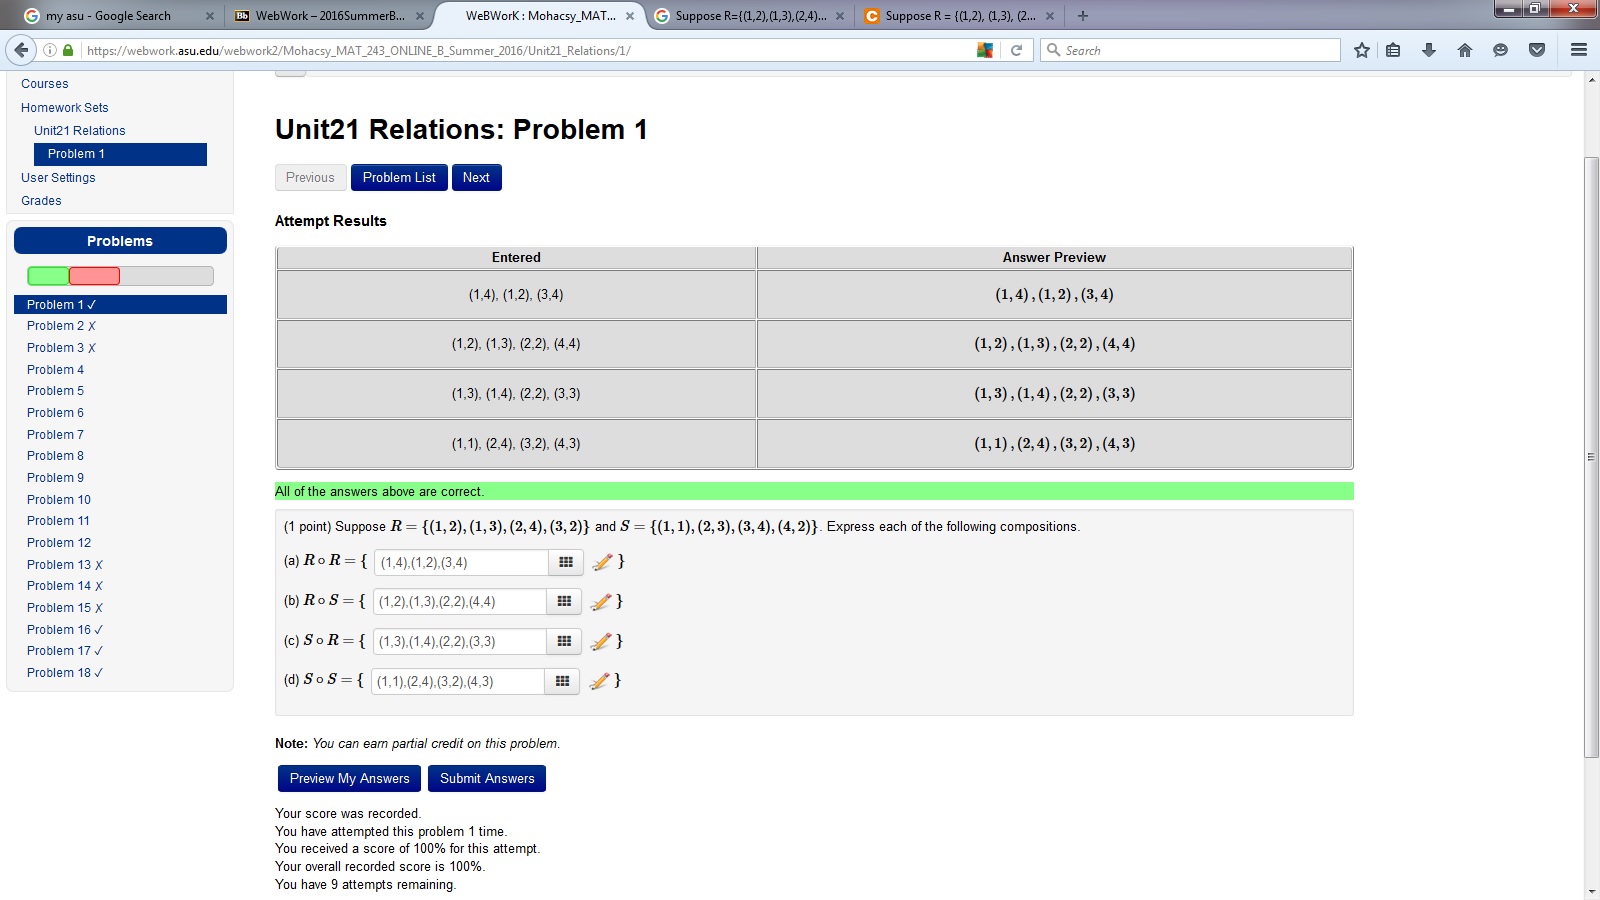 my asu - Google Search
WebWork – 2016SummerB...
WeBWorK : Mohacsy_MAT...
Suppose R={(1,2),(1,3),(2,4)...
Suppose R = {(1,2), (1,3), (2...
https://webwork.asu.edu/webwork2/Mohacsy_MAT_243_ONLINE_B_Summer_2016/Unit21_Relations/1/
Search
Courses
Homework Sets
Unit21 Relations
Problem 1
User Settings
Grades
Problems
Problem 1 ✓
Problem 2 ✗
Problem 3 ✗
Problem 4
Problem 5
Problem 6
Problem 7
Problem 8
Problem 9
Problem 10
Problem 11
Problem 12
Problem 13 ✗
Problem 14 ✗
Problem 15 ✗
Problem 16 ✓
Problem 17 ✓
Problem 18 ✓
Unit21 Relations: Problem 1
Previous Problem List Next
Attempt Results
Entered Answer Preview
(1,4), (1,2), (3,4) (1,4),(1,2),(3,4)
(1,2), (1,3), (2,2), (4,4) (1,2),(1,3),(2,2),(4,4)
(1,3), (1,4), (2,2), (3,3) (1,3),(1,4),(2,2),(3,3)
(1,1), (2,4), (3,2), (4,3) (1,1),(2,4),(3,2),(4,3)
All of the answers above are correct.
(1 point) Suppose R = {(1,2),(1,3),(2,4),(3,2)} and S = {(1,1),(2,3),(3,4),(4,2)}. Express each of the following compositions.
(a) R ∘ R = { (1,4),(1,2),(3,4) }
(b) R ∘ S = { (1,2),(1,3),(2,2),(4,4) }
(c) S ∘ R = { (1,3),(1,4),(2,2),(3,3) }
(d) S ∘ S = { (1,1),(2,4),(3,2),(4,3) }
Note: You can earn partial credit on this problem.
Preview My Answers Submit Answers
Your score was recorded.
You have attempted this problem 1 time.
You received a score of 100% for this attempt.
Your overall recorded score is 100%.
You have 9 attempts remaining.